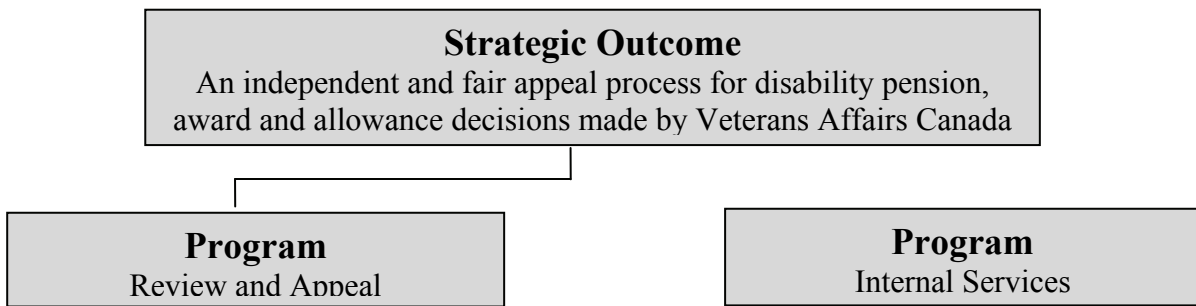 Strategic Outcome
An independent and fair appeal process for disability pension,
award and allowance decisions made by Veterans Affairs Canada
Program
Review and Appeal
Program
Internal Services